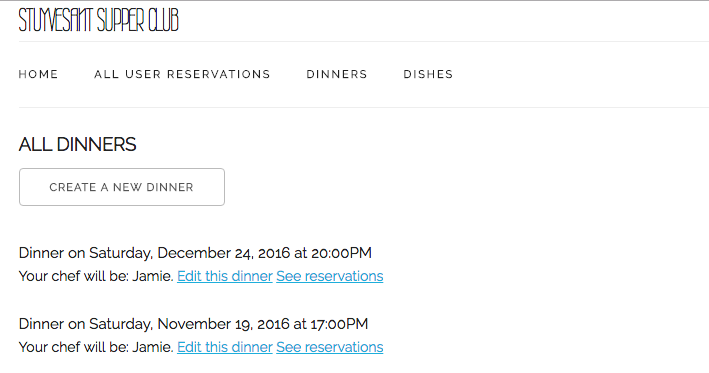 STUYVESANT SUPPER CLUB
HOME ALL USER RESERVATIONS DINNERS DISHES
ALL DINNERS
CREATE A NEW DINNER
Dinner on Saturday, December 24, 2016 at 20:00PM
Your chef will be: Jamie. Edit this dinner See reservations
Dinner on Saturday, November 19, 2016 at 17:00PM
Your chef will be: Jamie. Edit this dinner See reservations